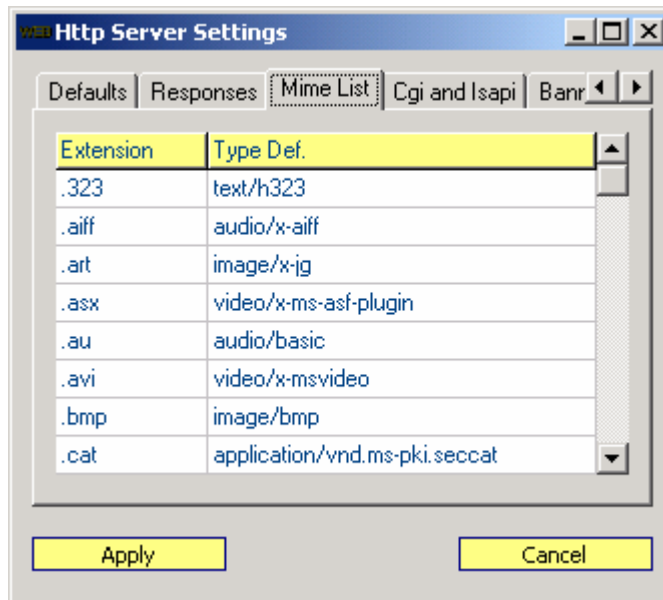 WEB Http Server Settings
Defaults Responses Mime List Cgi and Isapi Banr
Extension Type Def.
.323 text/h323
.aiff audio/x-aiff
.art image/x-jg
.asx video/x-ms-asf-plugin
.au audio/basic
.avi video/x-msvideo
.bmp image/bmp
.cat application/vnd.ms-pki.seccat
Apply Cancel